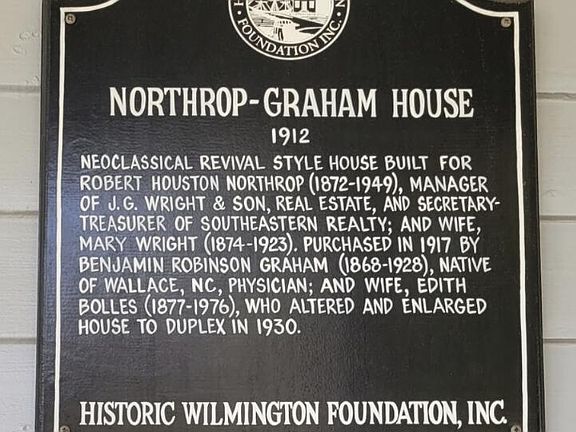 FOUNDATION INC.
NORTHROP-GRAHAM HOUSE
1912
NEOCLASSICAL REVIVAL STYLE HOUSE BUILT FOR
ROBERT HOUSTON NORTHROP (1872-1949), MANAGER
OF J.G. WRIGHT & SON, REAL ESTATE, AND SECRETARY-
TREASURER OF SOUTHEASTERN REALTY; AND WIFE,
MARY WRIGHT (1874-1923). PURCHASED IN 1917 BY
BENJAMIN ROBINSON GRAHAM (1868-1928), NATIVE
OF WALLACE, NC, PHYSICIAN; AND WIFE, EDITH
BOLLES (1877-1976), WHO ALTERED AND ENLARGED
HOUSE TO DUPLEX IN 1930.
HISTORIC WILMINGTON FOUNDATION, INC.